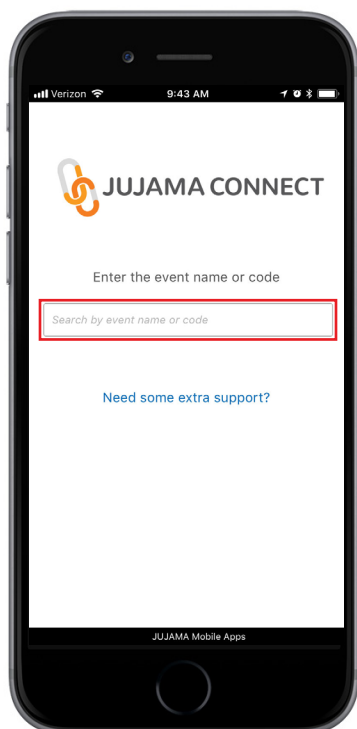 Verizon 9:43 AM
JUJAMA CONNECT
Enter the event name or code
Search by event name or code
Need some extra support?
JUJAMA Mobile Apps